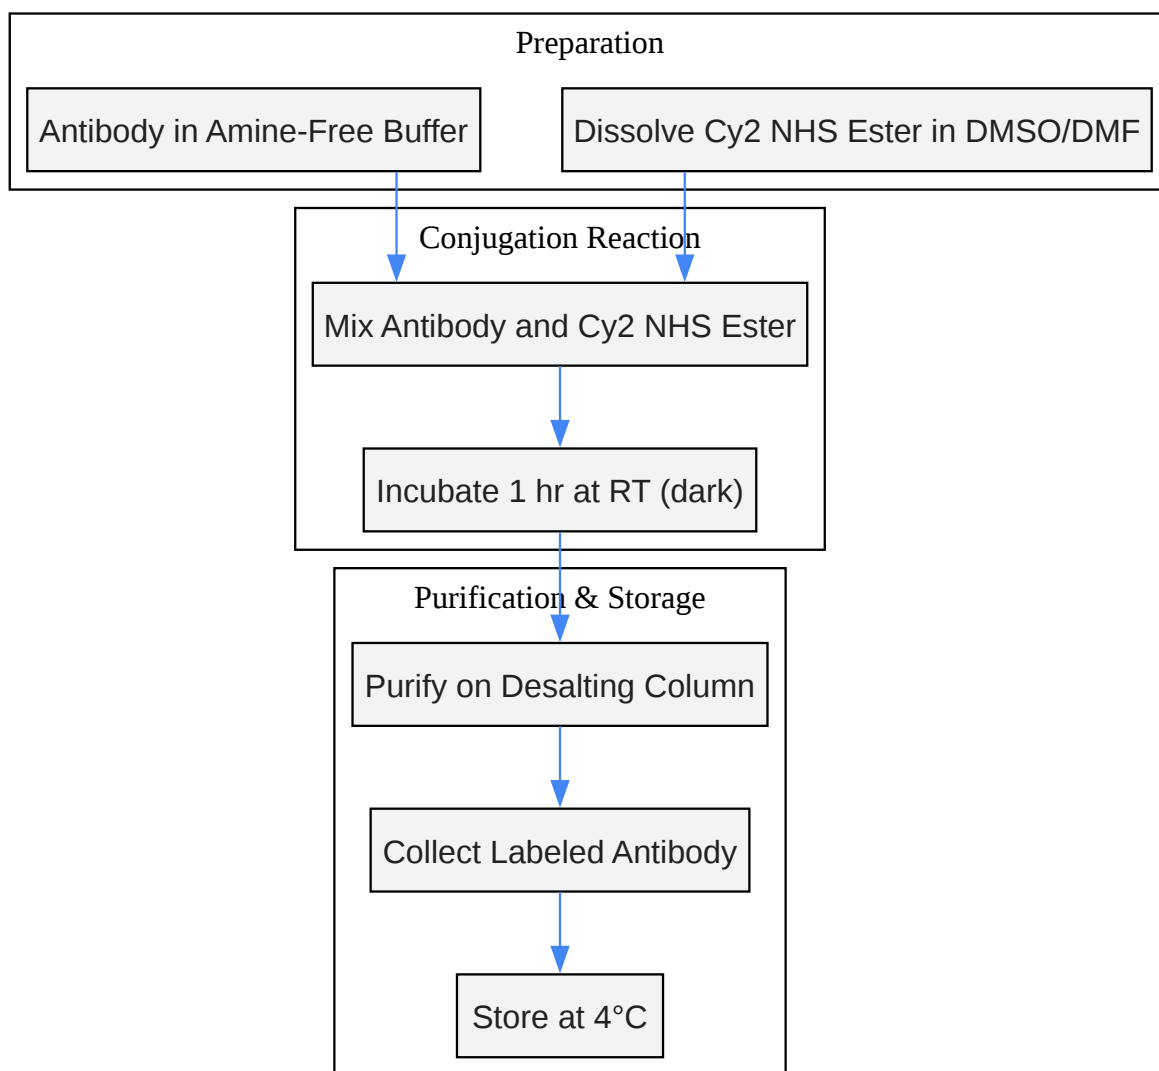 Preparation
Antibody in Amine-Free Buffer
Dissolve Cy2 NHS Ester in DMSO/DMF
Conjugation Reaction
Mix Antibody and Cy2 NHS Ester
Incubate 1 hr at RT (dark)
Purification & Storage
Purify on Desalting Column
Collect Labeled Antibody
Store at 4°C